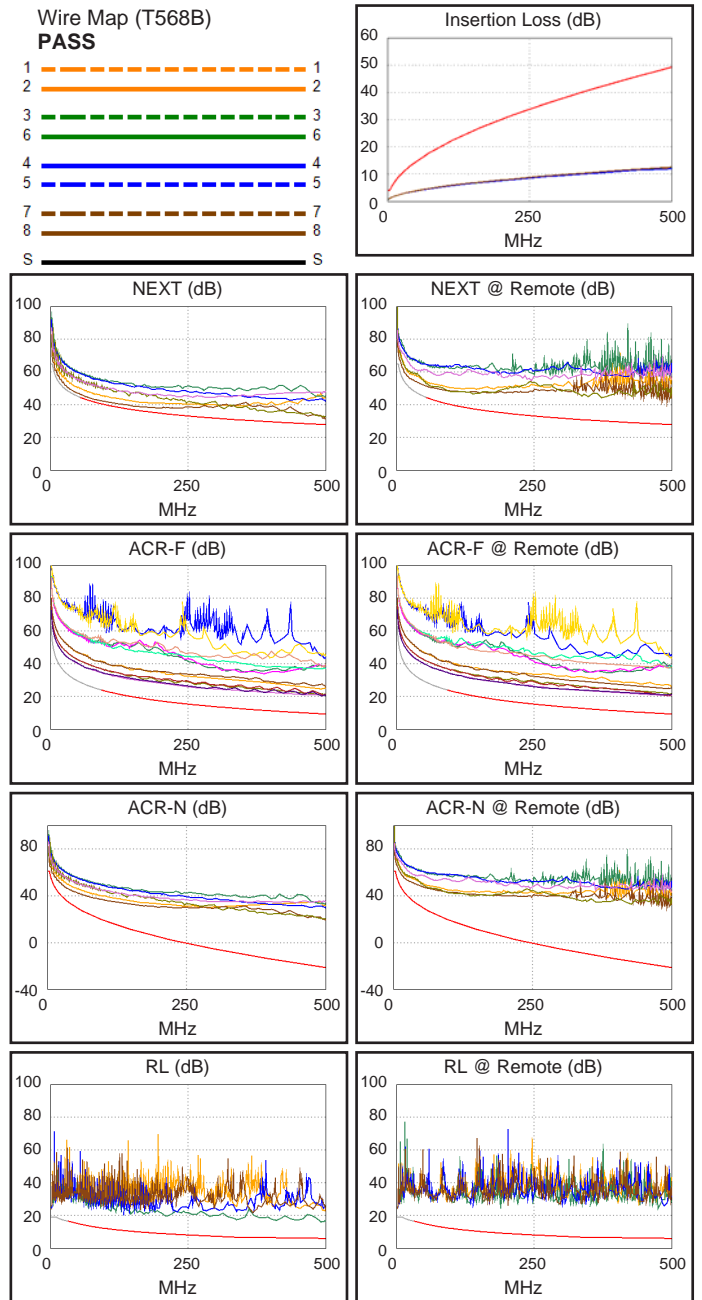 Wire Map (T568B)
PASS
1 1
2 2
3 3
6 6
4 4
5 5
7 7
8 8
S S
Insertion Loss (dB)
60
50
40
30
20
10
0
0 250 500
MHz
NEXT (dB)
100
80
60
40
20
0
0 250 500
MHz
NEXT @ Remote (dB)
100
80
60
40
20
0
0 250 500
MHz
ACR-F (dB)
100
80
60
40
20
0
0 250 500
MHz
ACR-F @ Remote (dB)
100
80
60
40
20
0
0 250 500
MHz
ACR-N (dB)
80
40
0
-40
0 250 500
MHz
ACR-N @ Remote (dB)
80
40
0
-40
0 250 500
MHz
RL (dB)
100
80
60
40
20
0
0 250 500
MHz
RL @ Remote (dB)
100
80
60
40
20
0
0 250 500
MHz